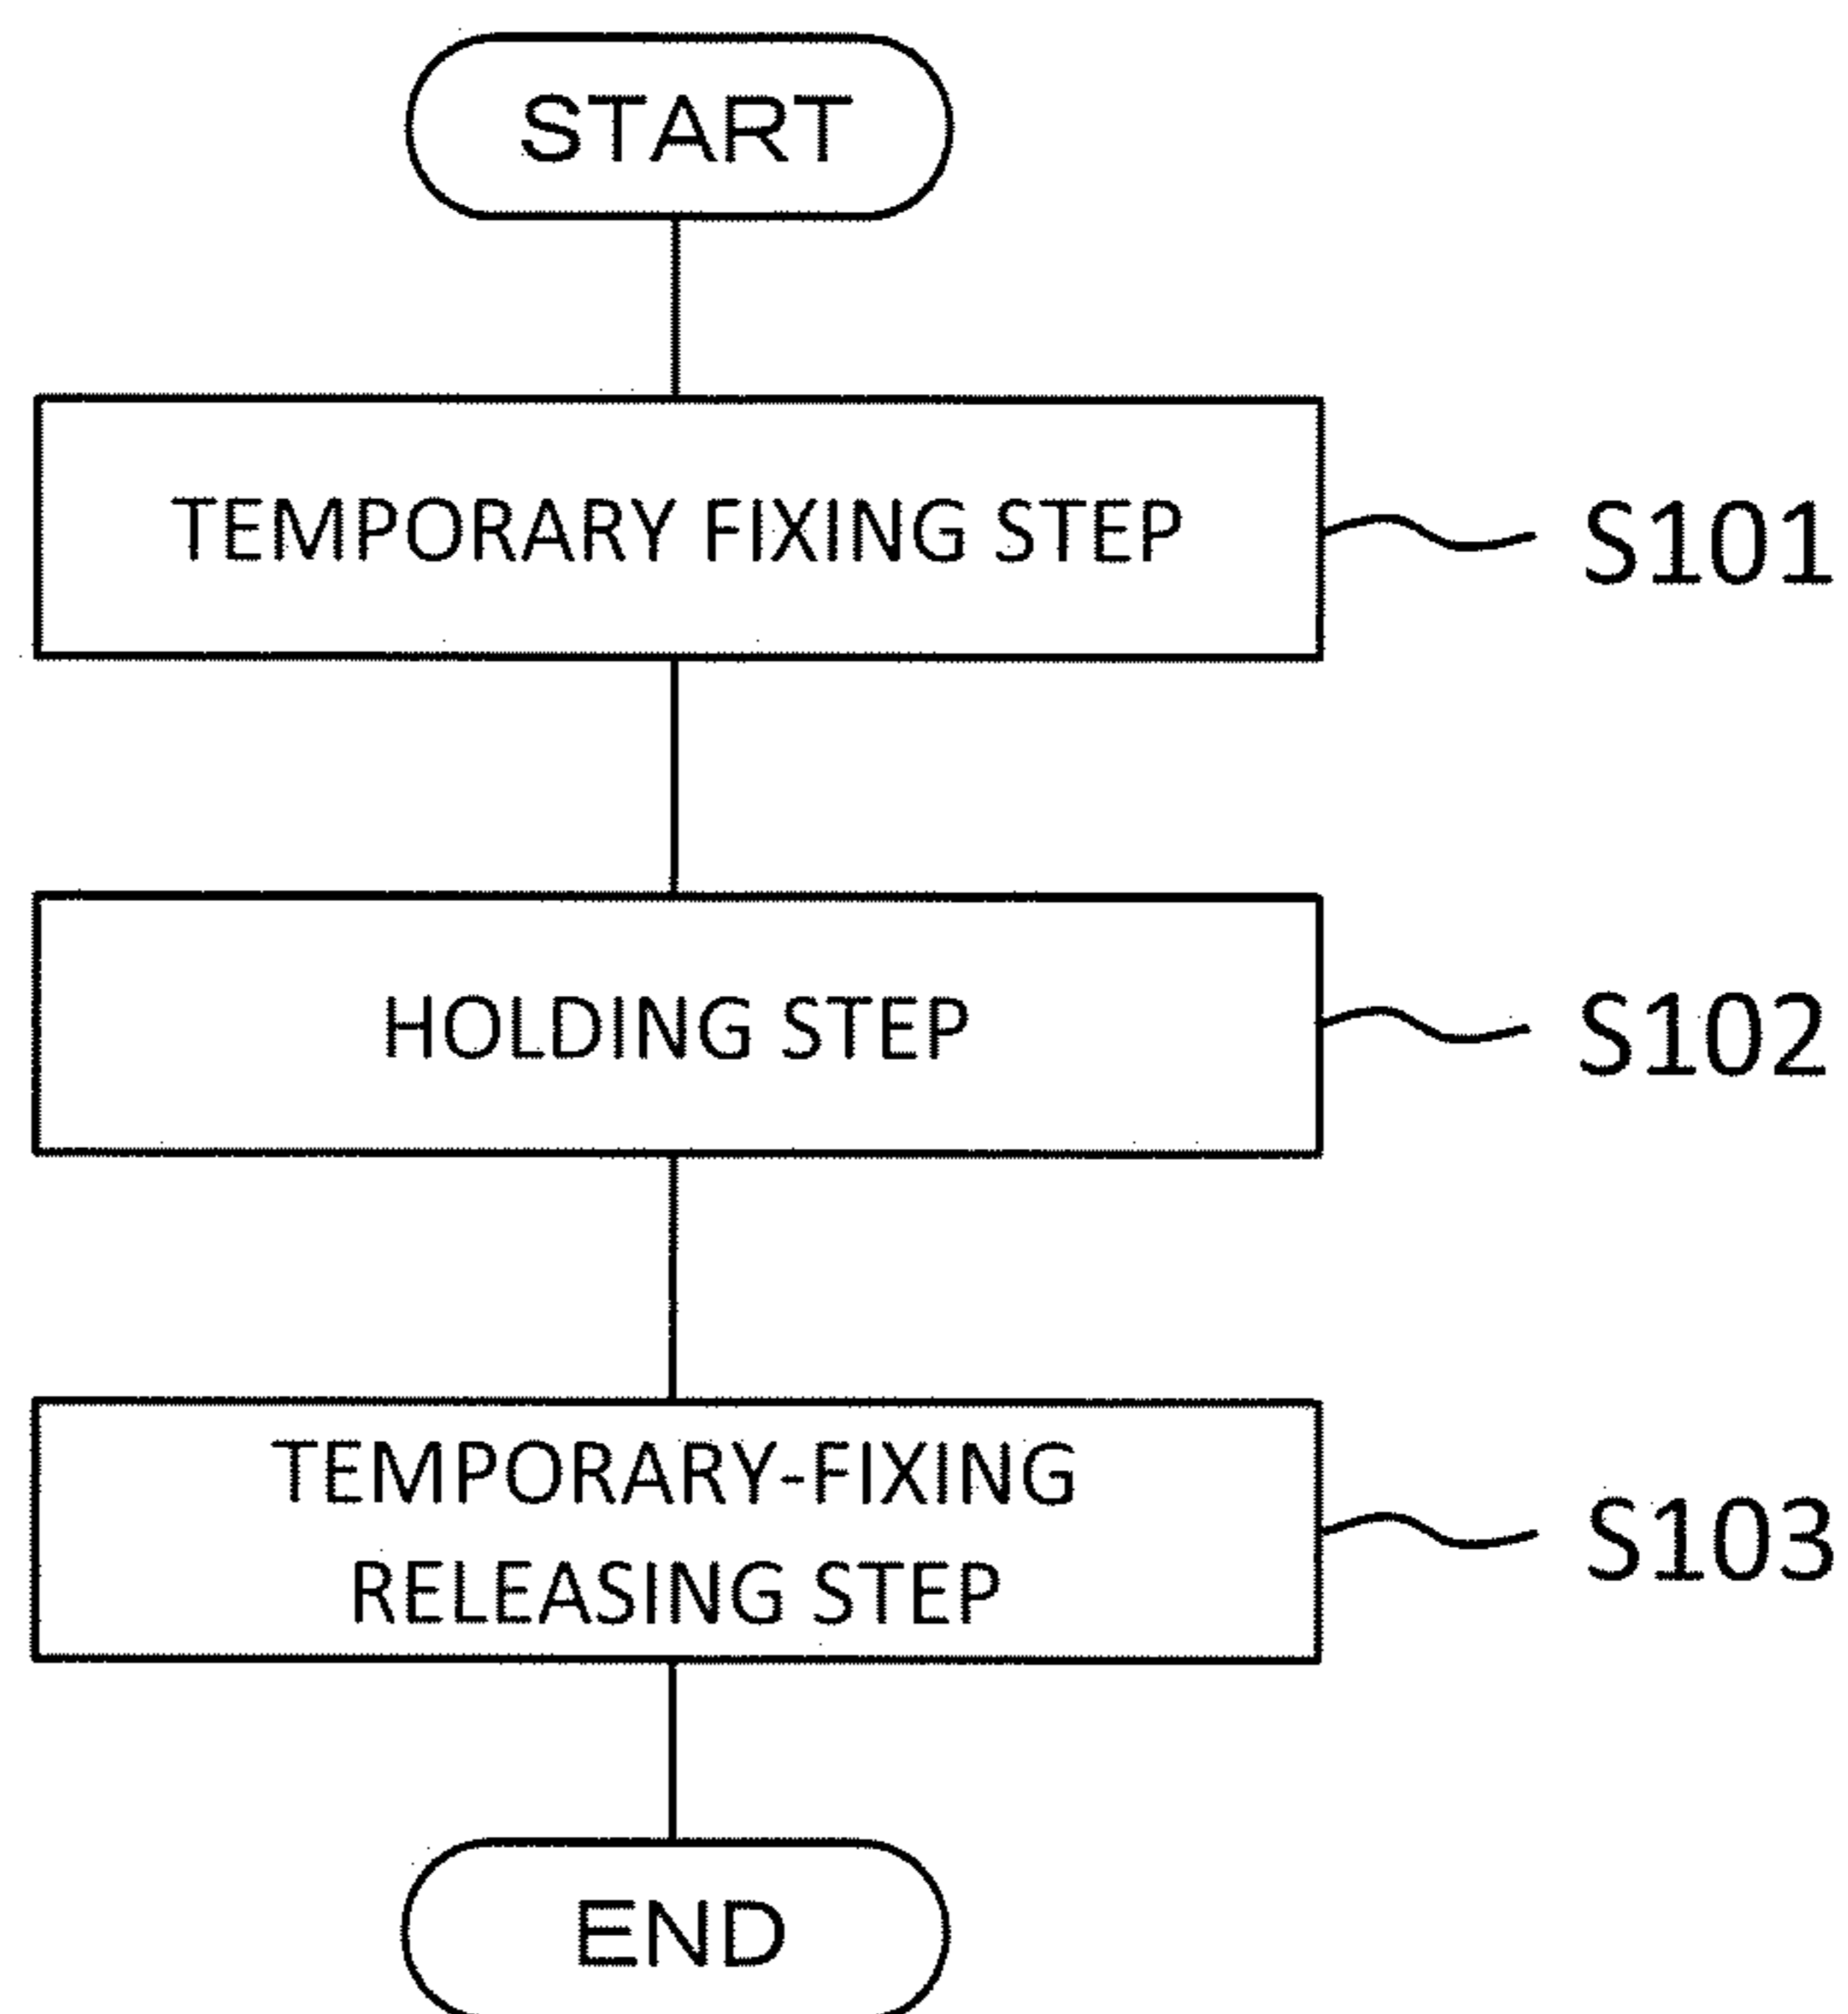 START
TEMPORARY FIXING STEP
S101
HOLDING STEP
S102
TEMPORARY-FIXING
RELEASING STEP
S103
END